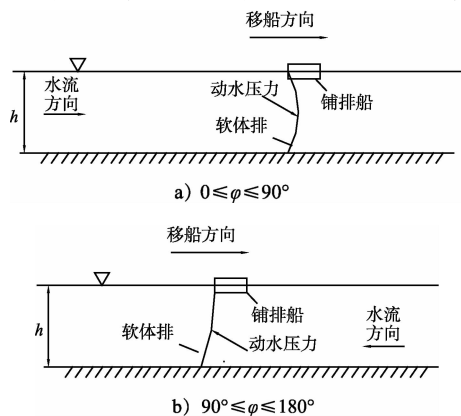 移船方向
水流
方向
动水压力
铺排船
h
软体排
a) 0≤φ≤90°
移船方向
铺排船
水流
方向
h
软体排
动水压力
b) 90°≤φ≤180°